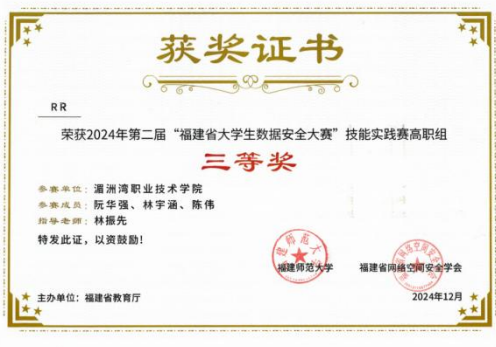 获奖证书
RR
荣获2024年第二届“福建省大学生数据安全大赛”技能实践赛高职组
三等奖
参赛单位：湄洲湾职业技术学院
参赛成员：阮华强、林宇涵、陈伟
指导老师：林振先
特发此证，以资鼓励!
福建师范大学 福建省网络空间安全学会
主办单位：福建省教育厅 2024年12月